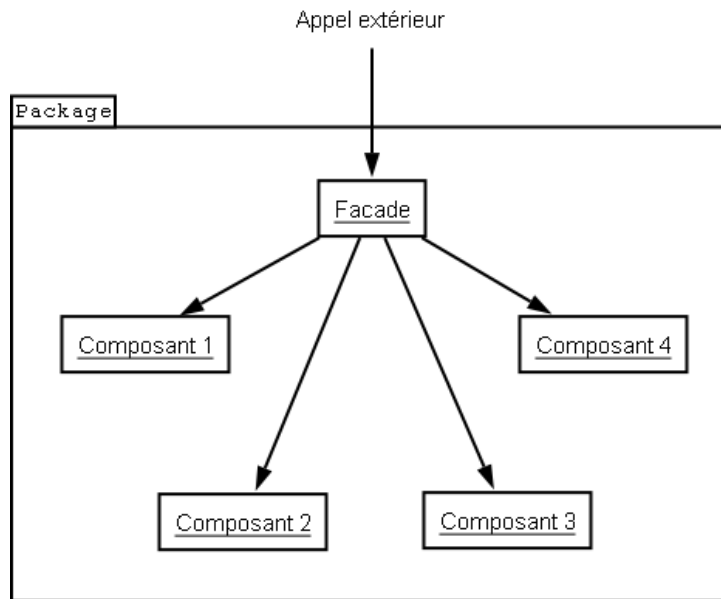 Appel extérieur
Package
Facade
Composant 1
Composant 4
Composant 2
Composant 3